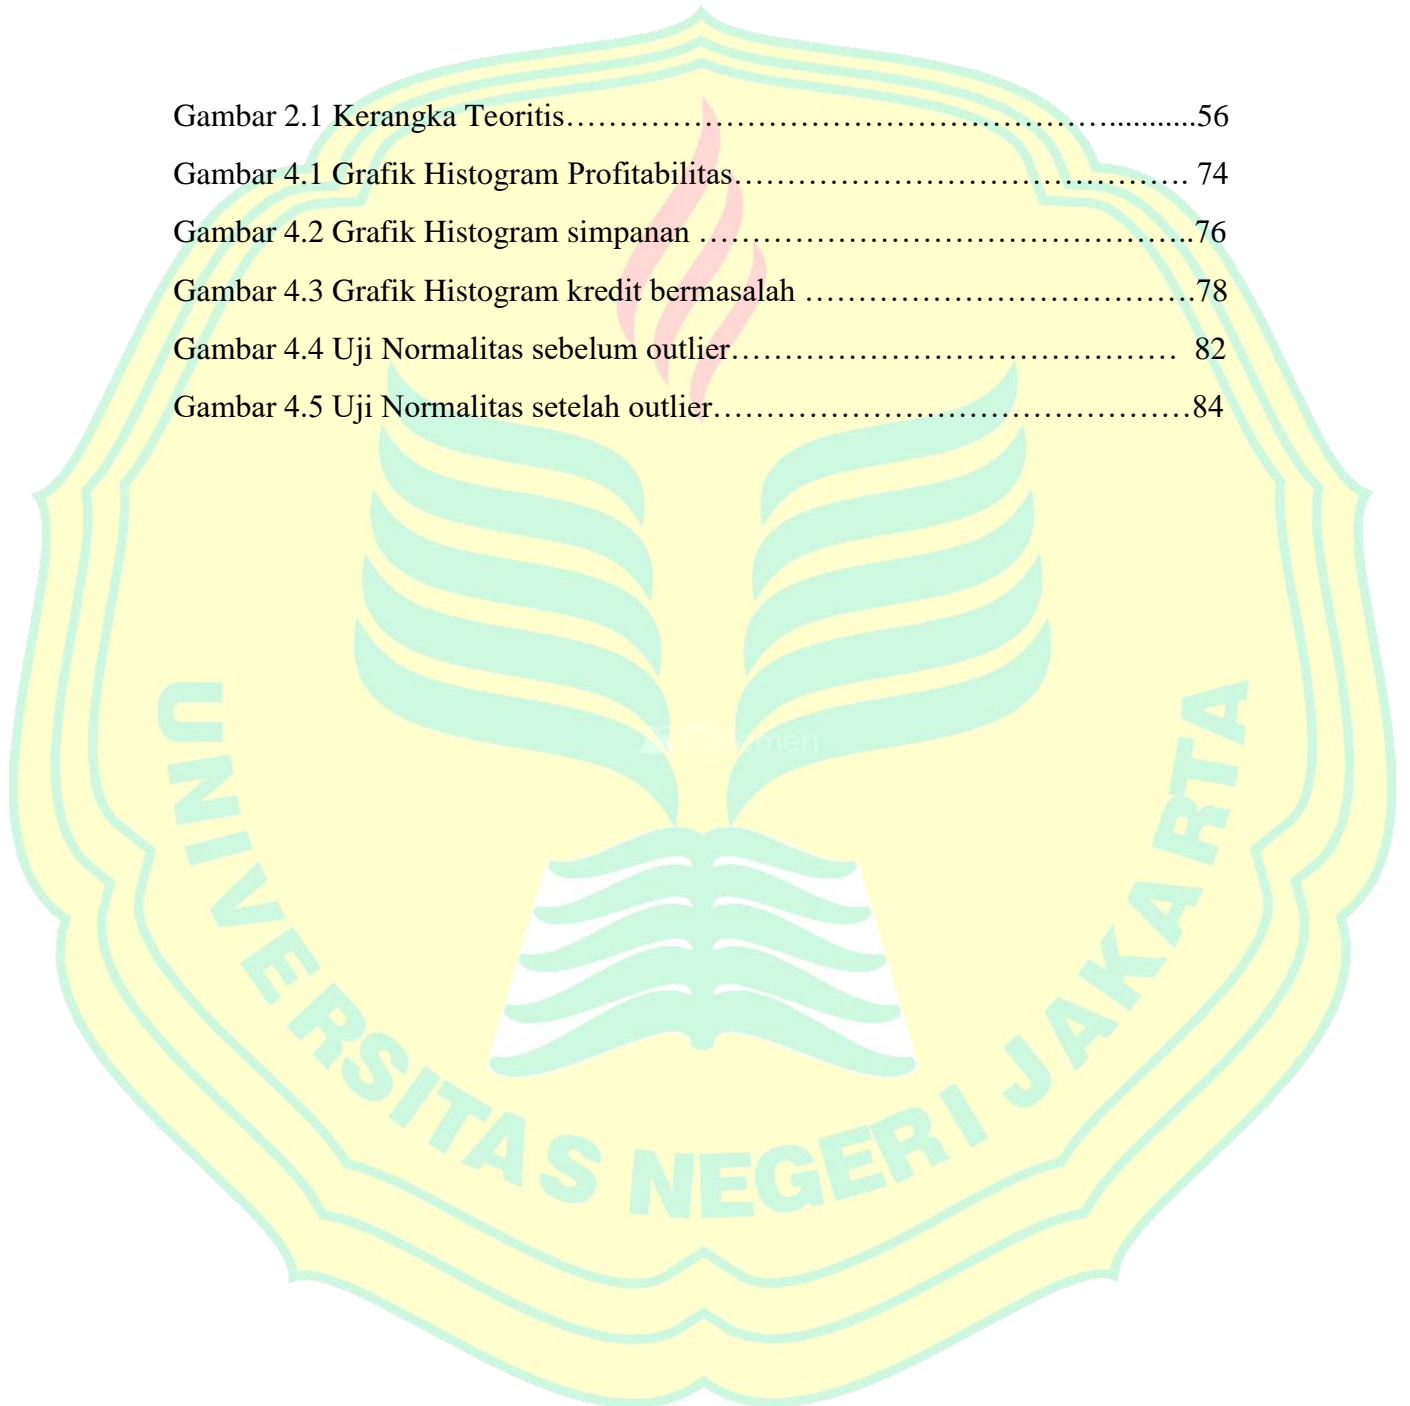 Gambar 2.1 Kerangka Teoritis…………………………………………………...........56
Gambar 4.1 Grafik Histogram Profitabilitas……………………………………… 74
Gambar 4.2 Grafik Histogram simpanan …………………………………………..76
Gambar 4.3 Grafik Histogram kredit bermasalah ………………………………..78
Gambar 4.4 Uji Normalitas sebelum outlier…………………………………… 82
Gambar 4.5 Uji Normalitas setelah outlier………………………………………84
UNIVERSITAS NEGERI JAKARTA